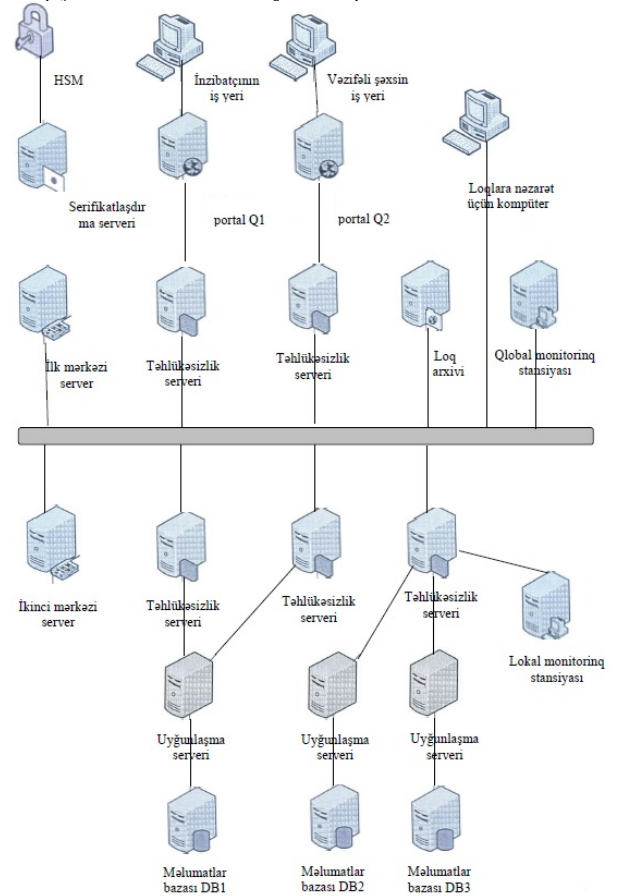 HSM
İnzibatçının
iş yeri
Vəzifəli şəxsin
iş yeri
Serifikatlaşdır
ma serveri
portal Q1
portal Q2
Loqlara nəzarət
üçün kompüter
İlk mərkəzi
server
Təhlükəsizlik
serveri
Təhlükəsizlik
serveri
Loq
arxivi
Qlobal monitorinq
stansiyası
İkinci mərkəzi
server
Təhlükəsizlik
serveri
Təhlükəsizlik
serveri
Təhlükəsizlik
serveri
Lokal monitorinq
stansiyası
Uyğunlaşma
serveri
Uyğunlaşma
serveri
Uyğunlaşma
serveri
Məlumatlar
bazası DB1
Məlumatlar
bazası DB2
Məlumatlar
bazası DB3